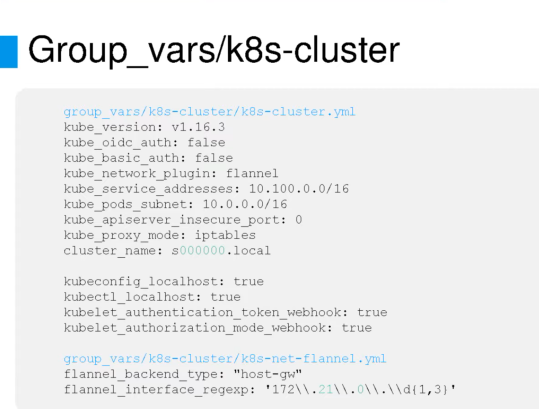 Group_vars/k8s-cluster
group_vars/k8s-cluster/k8s-cluster.yml
kube_version: v1.16.3
kube_oidc_auth: false
kube_basic_auth: false
kube_network_plugin: flannel
kube_service_addresses: 10.100.0.0/16
kube_pods_subnet: 10.0.0.0/16
kube_apiserver_insecure_port: 0
kube_proxy_mode: iptables
cluster_name: s000000.local
kubeconfig_localhost: true
kubectl_localhost: true
kubelet_authentication_token_webhook: true
kubelet_authorization_mode_webhook: true
group_vars/k8s-cluster/k8s-net-flannel.yml
flannel_backend_type: "host-gw"
flannel_interface_regexp: '172\\.21\\.0\\.\\d{1,3}'